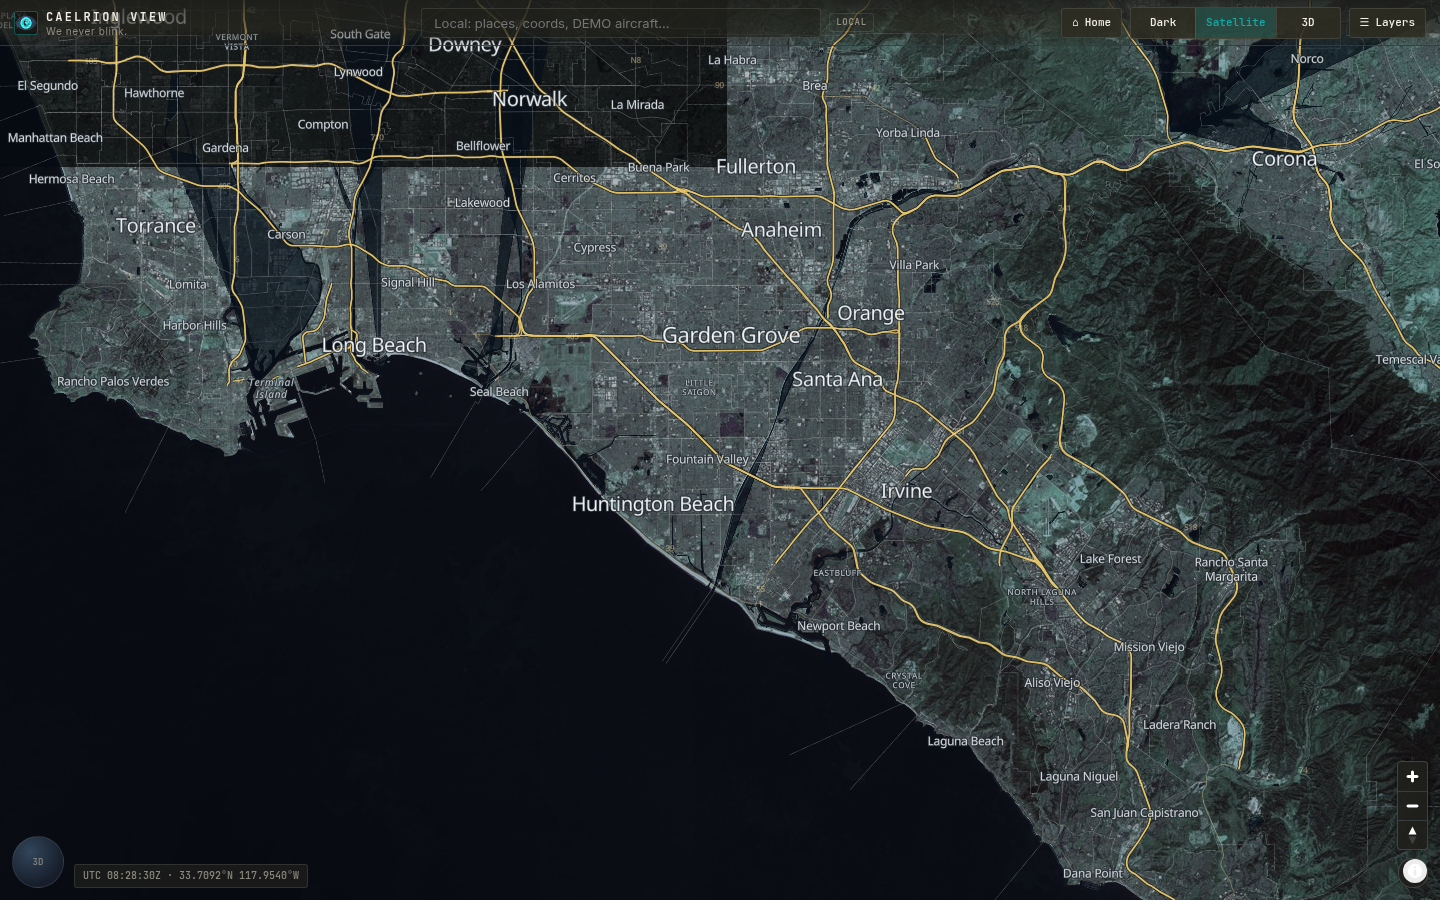 CAELRION VIEW
We never blink.
Local: places, coords, DEMO aircraft...
LOCAL
⌂ Home
Dark
Satellite
3D
☰ Layers
VERMONT
VISTA
South Gate
Downey
La Habra
Norco
El Segundo
Hawthorne
Lynwood
Norwalk
La Mirada
Brea
Manhattan Beach
Compton
Gardena
Bellflower
Yorba Linda
Buena Park
Fullerton
Corona
El So
Hermosa Beach
Cerritos
Torrance
Lakewood
Anaheim
Carson
Cypress
Villa Park
Lomita
Signal Hill
Los Alamitos
Harbor Hills
Long Beach
Garden Grove
Orange
Temescal Va
Rancho Palos Verdes
Terminal
Island
Seal Beach
LITTLE
SAIGON
Santa Ana
Fountain Valley
Huntington Beach
Irvine
EASTBLUFF
Lake Forest
Rancho Santa
Margarita
NORTH LAGUNA
HILLS
Newport Beach
Mission Viejo
CRYSTAL
COVE
Aliso Viejo
Ladera Ranch
Laguna Beach
Laguna Niguel
San Juan Capistrano
Dana Point
3D
UTC 08:28:30Z · 33.7092°N 117.9540°W